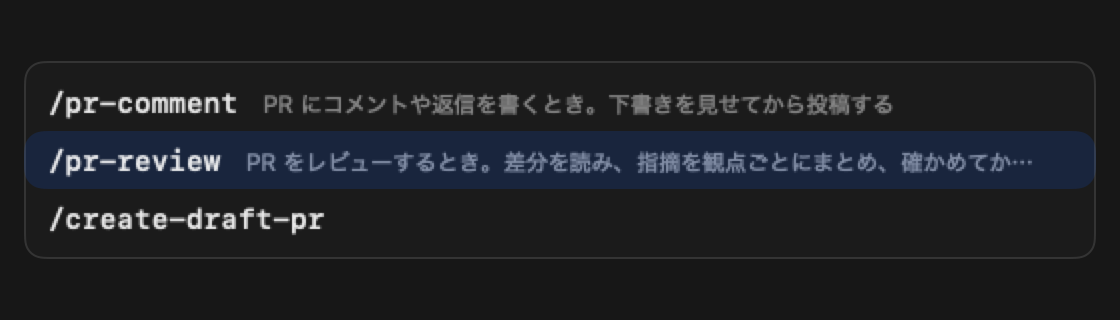 /pr-comment PR にコメントや返信を書くとき。下書きを見せてから投稿する
/pr-review PR をレビューするとき。差分を読み、指摘を観点ごとにまとめ、確かめてか…
/create-draft-pr